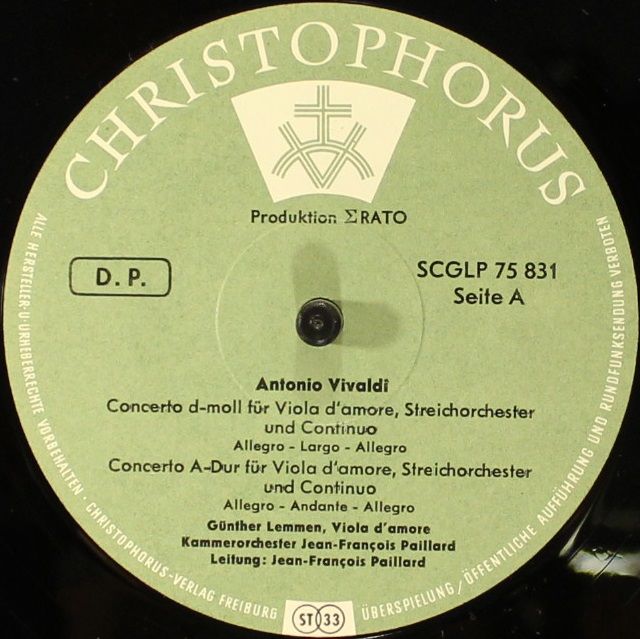 CHRISTOPHORUS
Produktion ΣRATO
D. P.
SCGLP 75 831
Seite A
Antonio Vivaldi
Concerto d-moll für Viola d'amore, Streichorchester
und Continuo
Allegro - Largo - Allegro
Concerto A-Dur für Viola d'amore, Streichorchester
und Continuo
Allegro - Andante - Allegro
Günther Lemmen, Viola d'amore
Kammerorchester Jean-François Paillard
Leitung: Jean-François Paillard
ALLE HERSTELLER-U·URHEBERRECHTE VORBEHALTEN · CHRISTOPHORUS-VERLAG FREIBURG
ST 33
ÜBERSPIELUNG/ÖFFENTLICHE AUFFÜHRUNG UND RUNDFUNKSENDUNG VERBOTEN